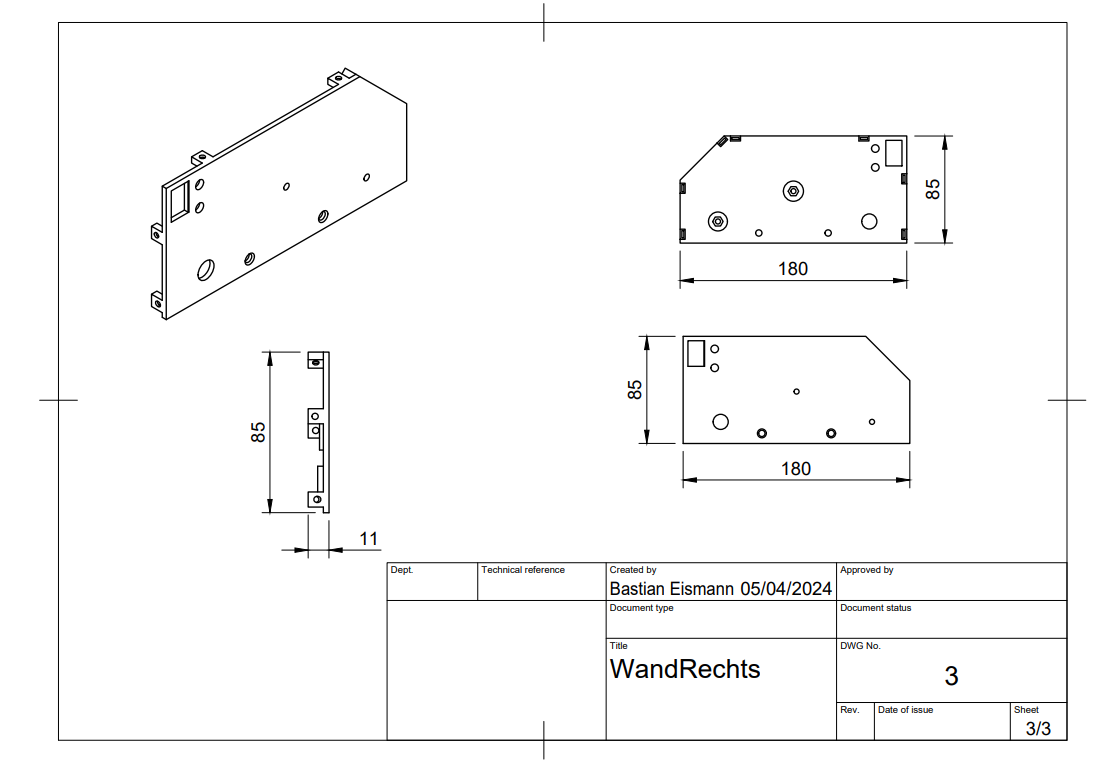 85
180
85
180
85
11
Dept.
Technical reference
Created by
Approved by
Bastian Eismann 05/04/2024
Document type
Document status
Title
DWG No.
WandRechts
3
Rev.
Date of issue
Sheet
3/3